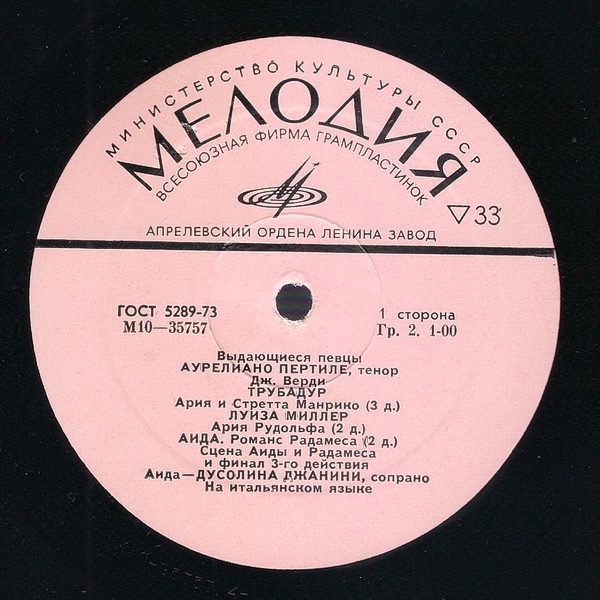 МИНИСТЕРСТВО КУЛЬТУРЫ СССР
МЕЛОДИЯ
ВСЕСОЮЗНАЯ ФИРМА ГРАМПЛАСТИНОК
▽33
АПРЕЛЕВСКИЙ ОРДЕНА ЛЕНИНА ЗАВОД
ГОСТ 5289-73
М10—35757
1 сторона
Гр. 2. 1-00
Выдающиеся певцы
АУРЕЛИАНО ПЕРТИЛЕ, тенор
Дж. Верди
ТРУБАДУР
Ария и Стретта Манрико (3 д.)
ЛУИЗА МИЛЛЕР
Ария Рудольфа (2 д.)
АИДА. Романс Радамеса (2 д.)
Сцена Аиды и Радамеса
и финал 3-го действия
Аида—ДУСОЛИНА ДЖАНИНИ, сопрано
На итальянском языке